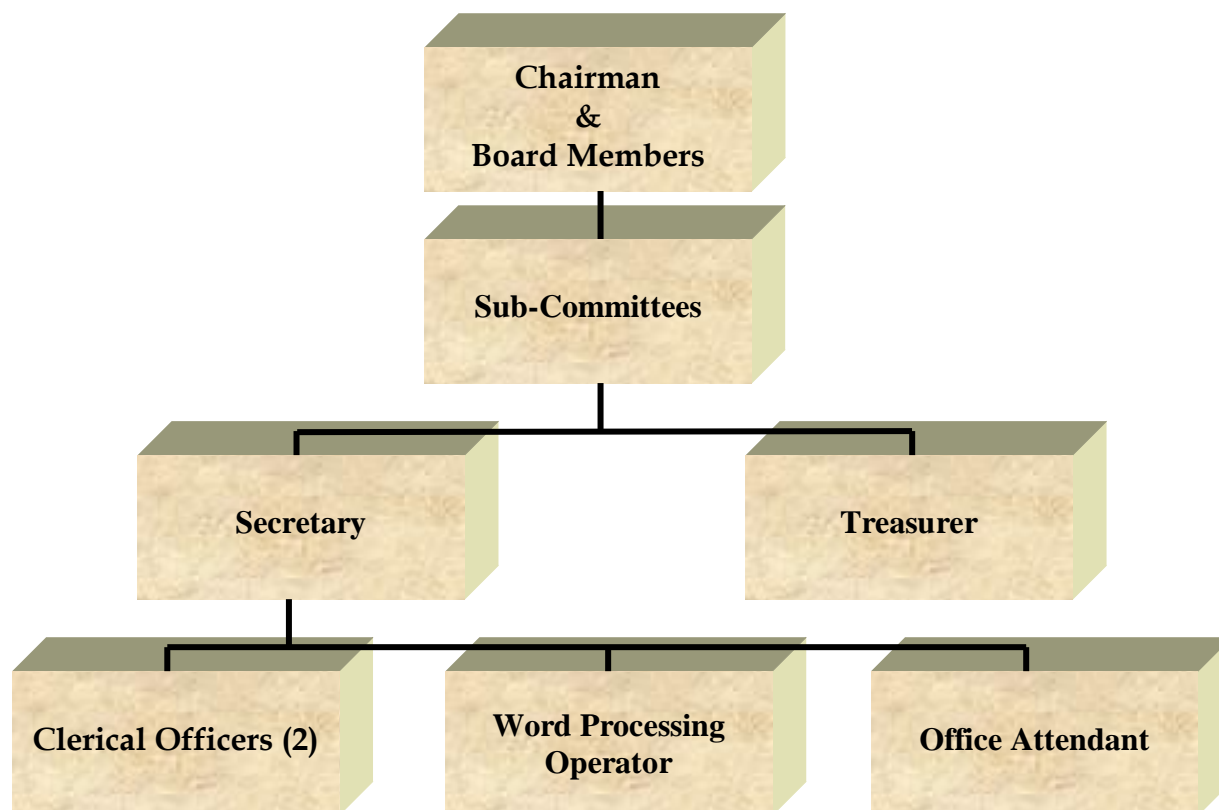 Chairman
&
Board Members
Sub-Committees
Secretary
Treasurer
Clerical Officers (2)
Word Processing
Operator
Office Attendant